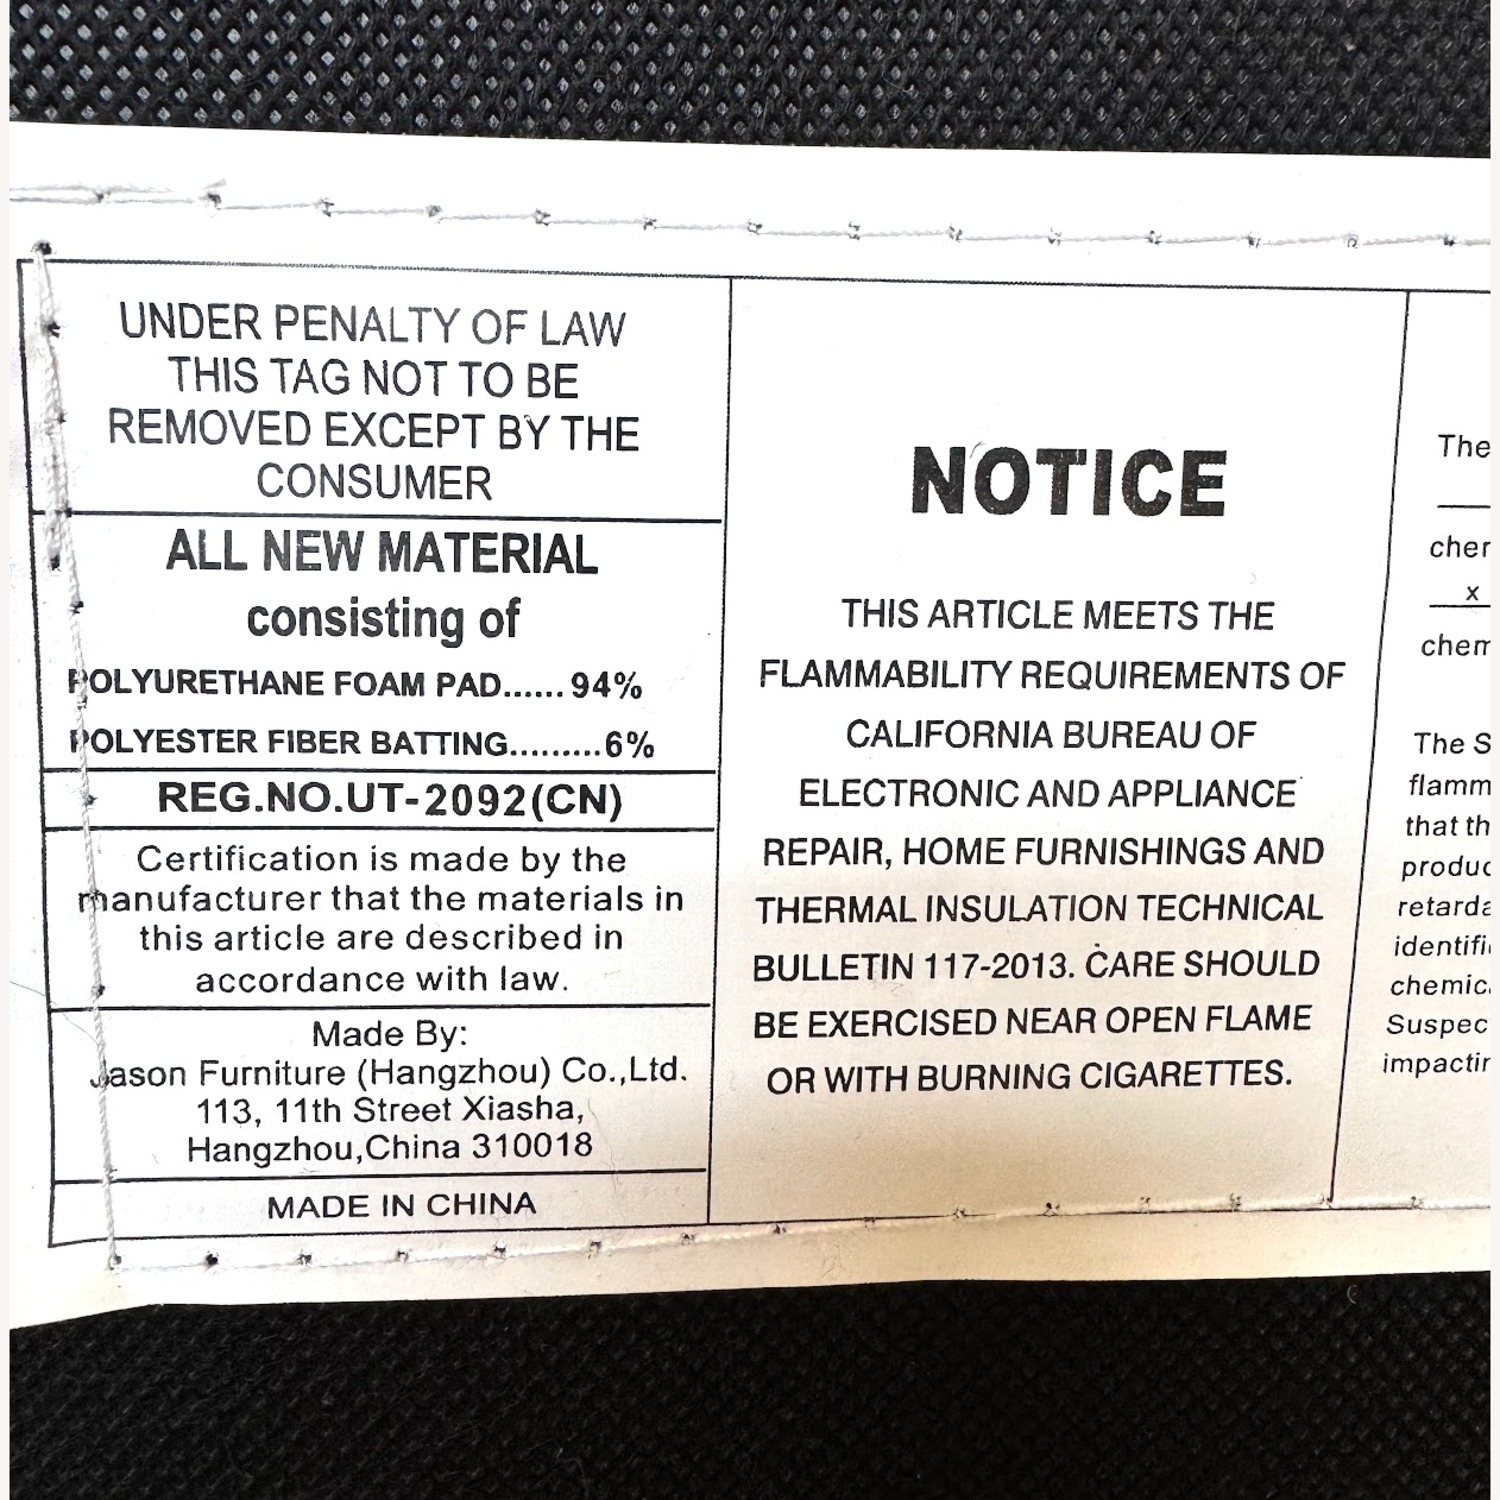 UNDER PENALTY OF LAW
THIS TAG NOT TO BE
REMOVED EXCEPT BY THE
CONSUMER
ALL NEW MATERIAL
consisting of
POLYURETHANE FOAM PAD......94%
POLYESTER FIBER BATTING.........6%
REG.NO.UT-2092(CN)
Certification is made by the
manufacturer that the materials in
this article are described in
accordance with law.
Made By:
Jason Furniture (Hangzhou) Co.,Ltd.
113, 11th Street Xiasha,
Hangzhou,China 310018
MADE IN CHINA
NOTICE
THIS ARTICLE MEETS THE
FLAMMABILITY REQUIREMENTS OF
CALIFORNIA BUREAU OF
ELECTRONIC AND APPLIANCE
REPAIR, HOME FURNISHINGS AND
THERMAL INSULATION TECHNICAL
BULLETIN 117-2013. CARE SHOULD
BE EXERCISED NEAR OPEN FLAME
OR WITH BURNING CIGARETTES.
The
x
The
that